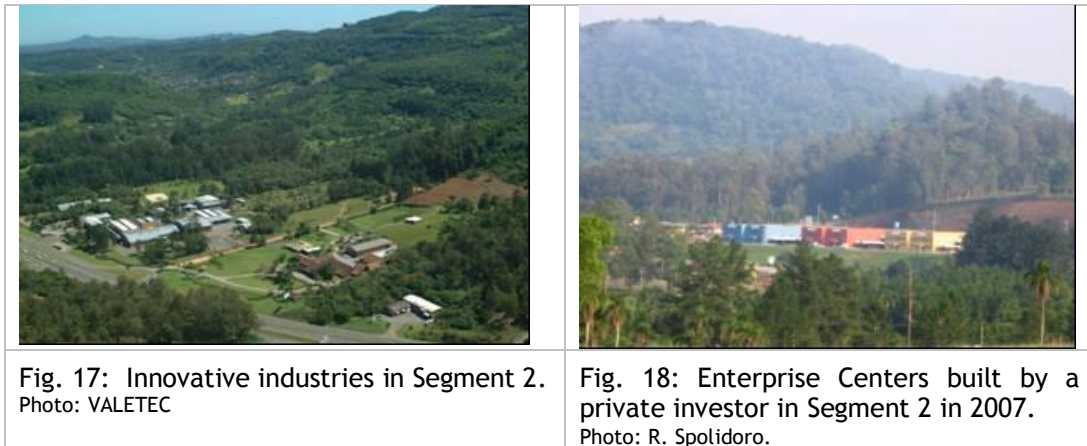 Fig. 17: Innovative industries in Segment 2.
Photo: VALETEC
Fig. 18: Enterprise Centers built by a
private investor in Segment 2 in 2007.
Photo: R. Spolidoro.